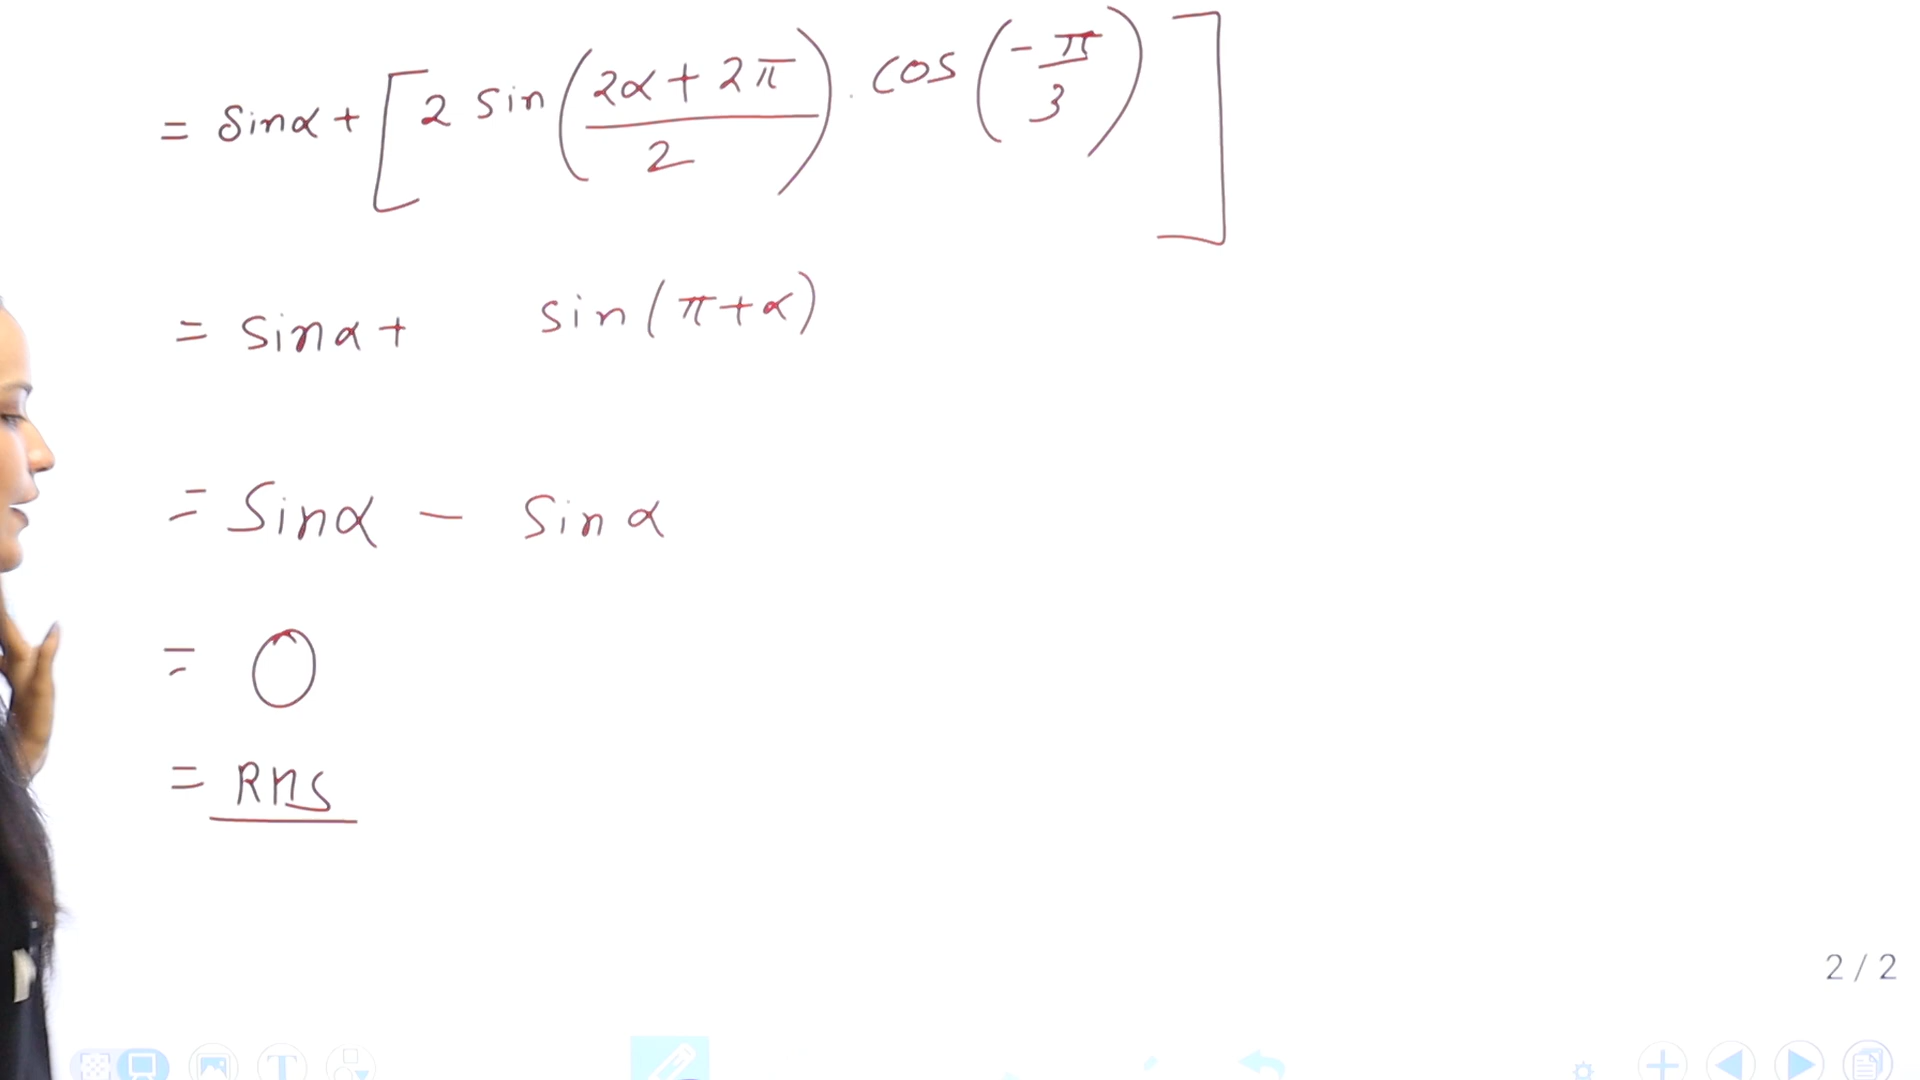 = Sinα + [2 sin(2α + 2π / 2) . cos(-π / 3)]
= Sinα + sin(π+α)
= Sinα - Sinα
= 0
= RHS
2 / 2